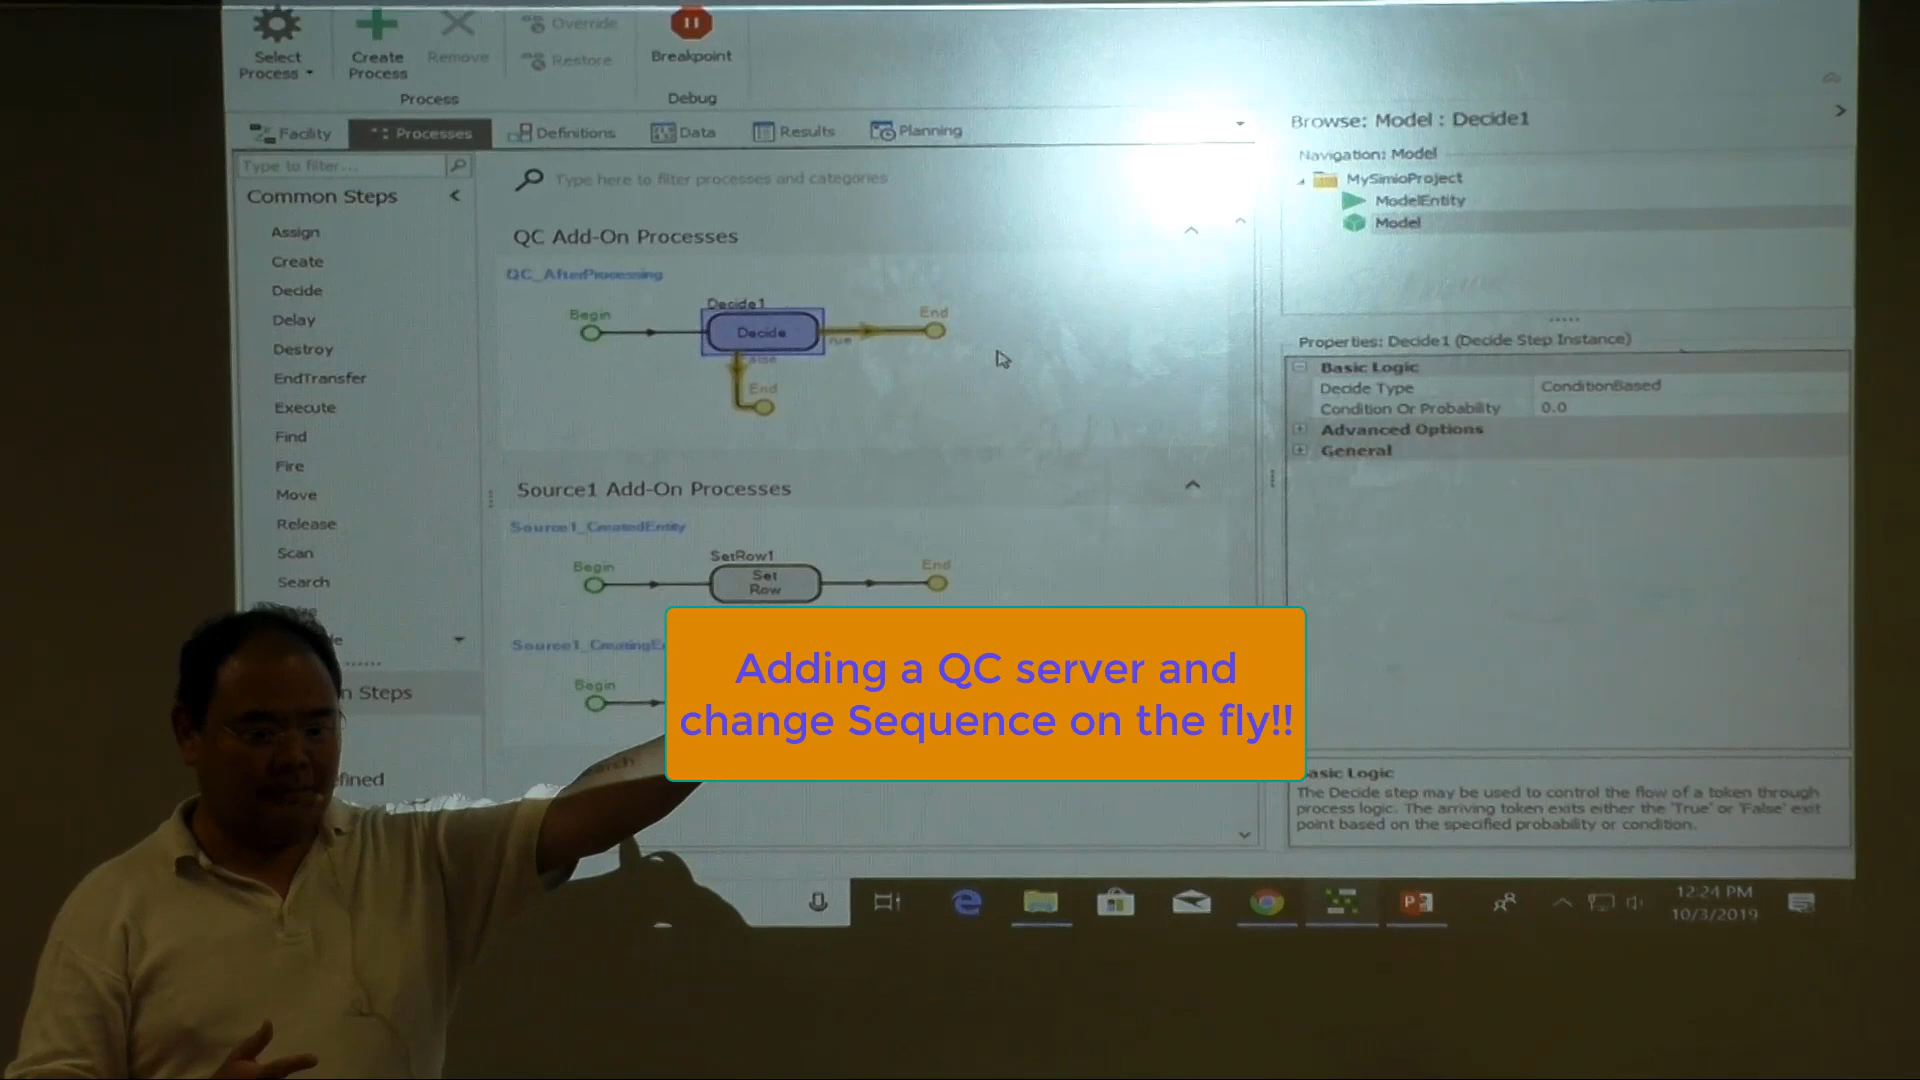 Select
Process
Create
Process
Remove
Override
Restore
Breakpoint
Process
Debug
Facility
Processes
Definitions
Data
Results
Planning
Type to filter...
Common Steps
Assign
Create
Decide
Delay
Destroy
EndTransfer
Execute
Find
Fire
Move
Release
Scan
Search
n Steps
fined
Type here to filter processes and categories
QC Add-On Processes
QC_AfterProcessing
Begin
Decide1
Decide
True
End
False
End
Source1 Add-On Processes
Source1_CreatedEntity
Begin
SetRow1
Set
Row
End
Source1_CreatingE
Begin
Adding a QC server and
change Sequence on the fly!!
Browse: Model : Decide1
Navigation: Model
MySimioProject
ModelEntity
Model
Properties: Decide1 (Decide Step Instance)
Basic Logic
Decide Type ConditionBased
Condition Or Probability 0.0
Advanced Options
General
asic Logic
The Decide step may be used to control the flow of a token through
process logic. The arriving token exits either the 'True' or 'False' exit
point based on the specified probability or condition.
12:24 PM
10/3/2019